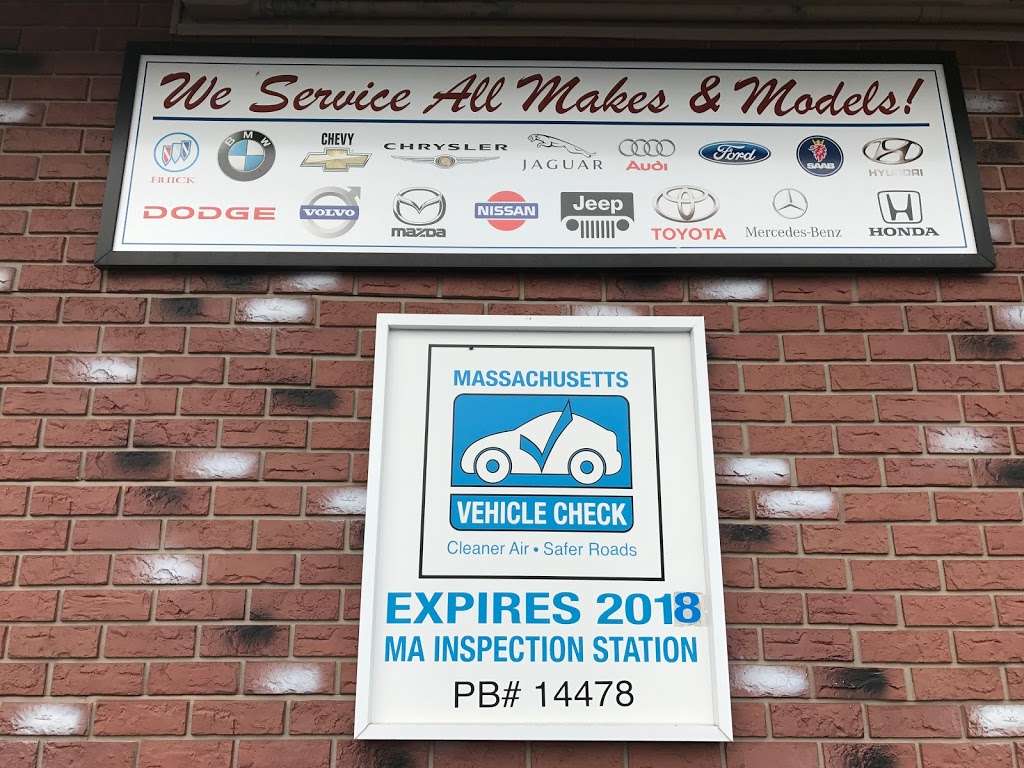 We Service All Makes & Models!
BUICK
BMW
CHEVY
CHRYSLER
JAGUAR
Audi
Ford
SAAB
HYUNDAI
DODGE
VOLVO
mazda
NISSAN
Jeep
TOYOTA
Mercedes-Benz
HONDA
MASSACHUSETTS
VEHICLE CHECK
Cleaner Air • Safer Roads
EXPIRES 2018
MA INSPECTION STATION
PB# 14478